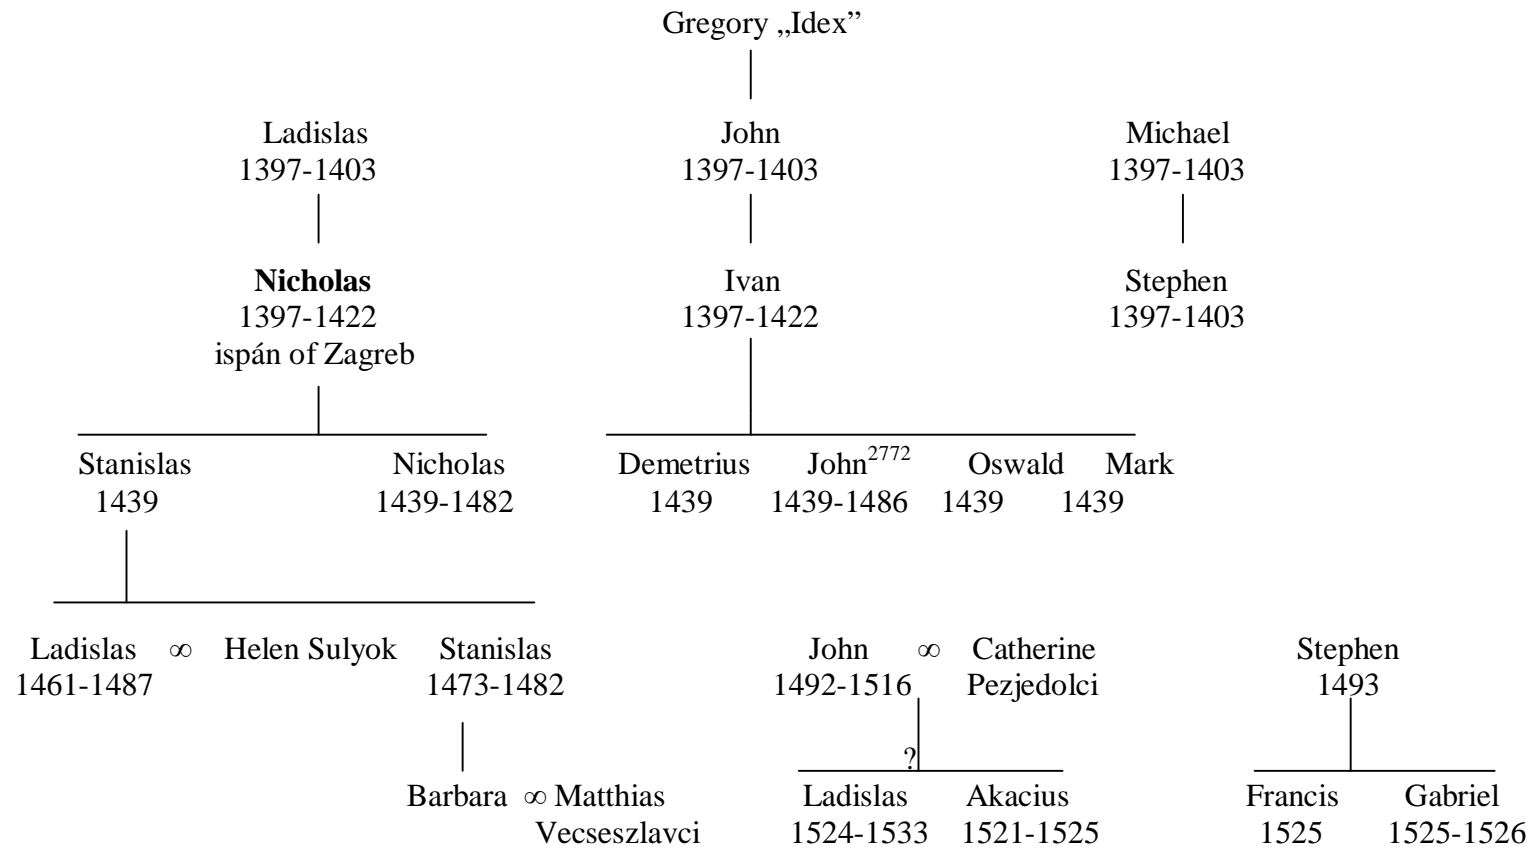 Gregory „Idex”
Ladislas John Michael
1397-1403 1397-1403 1397-1403
Nicholas Ivan Stephen
1397-1422 1397-1422 1397-1403
ispán of Zagreb
Stanislas Nicholas Demetrius John2772 Oswald Mark
1439 1439-1482 1439 1439-1486 1439 1439
Ladislas ∞ Helen Sulyok Stanislas John ∞ Catherine Stephen
1461-1487 1473-1482 1492-1516 Pezjedolci 1493
?
Barbara ∞ Matthias Ladislas Akacius Francis Gabriel
Vecseszlavci 1524-1533 1521-1525 1525 1525-1526